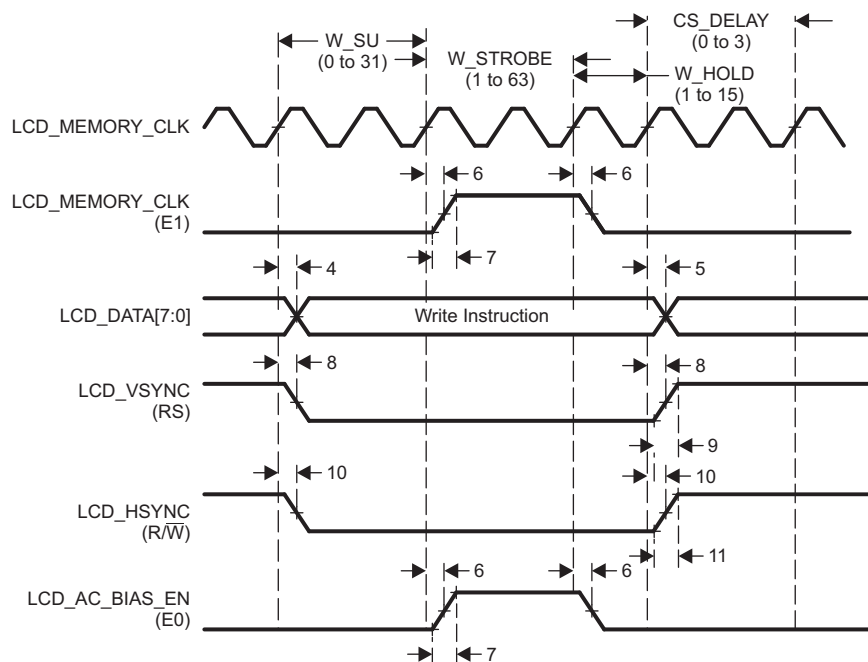 W_SU
(0 to 31)
CS_DELAY
(0 to 3)
W_STROBE
(1 to 63)
W_HOLD
(1 to 15)
LCD_MEMORY_CLK
6
6
LCD_MEMORY_CLK
(E1)
7
4
5
LCD_DATA[7:0]
Write Instruction
8
8
LCD_VSYNC
(RS)
9
10
10
LCD_HSYNC
(R/W̅)
11
6
6
LCD_AC_BIAS_EN
(E0)
7